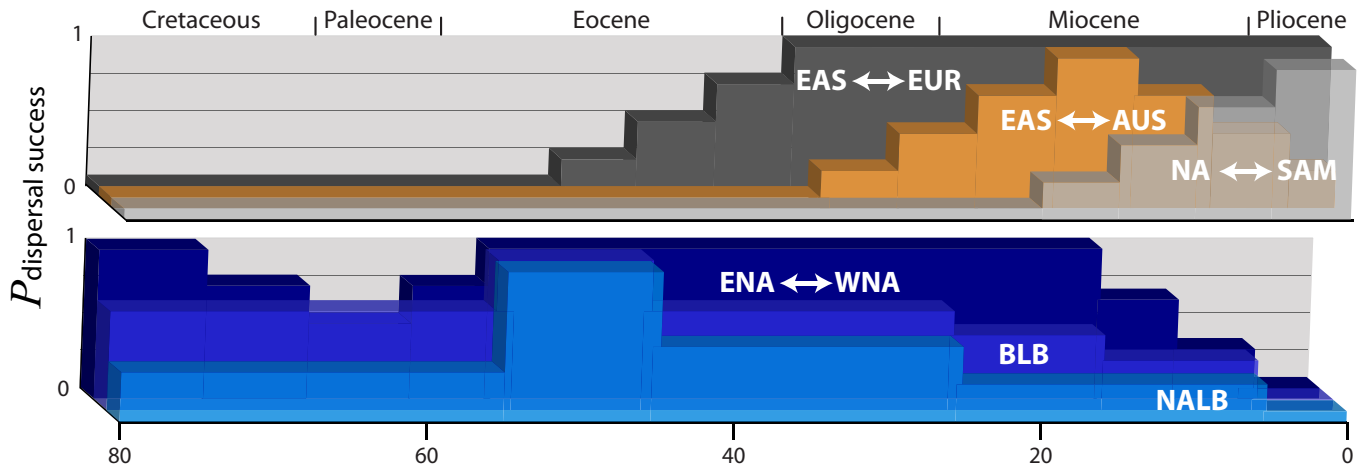 Cretaceous Paleocene Eocene Oligocene Miocene Pliocene
1
EAS EUR
EAS AUS
NA SAM
0
P dispersal success
1
ENA WNA
BLB
NALB
0
80 60 40 20 0